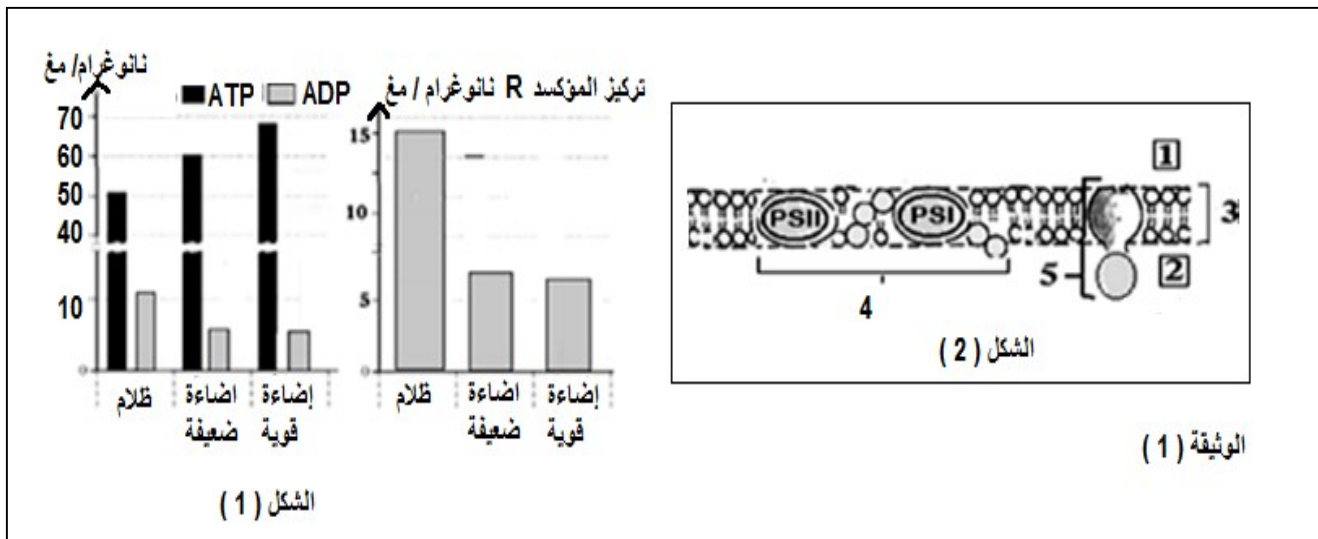 نانوغرام/ مغ
ATP ADP
70
60
50
40
10
0
ظلام
اضاءة ضعيفة
إضاءة قوية
تركيز المؤكسد R نانوغرام / مغ
15
10
5
0
ظلام
اضاءة ضعيفة
إضاءة قوية
الشكل ( 1 )
1
PSII PSI
3
5 2
4
الشكل ( 2 )
الوثيقة ( 1 )